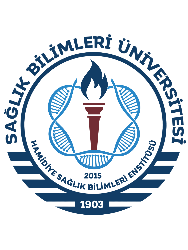 SAĞLIK BİLİMLERİ ÜNİVERSİTESİ
HAMİDİYE SAĞLIK BİLİMLERİ ENSTİTÜSÜ
2015
1903